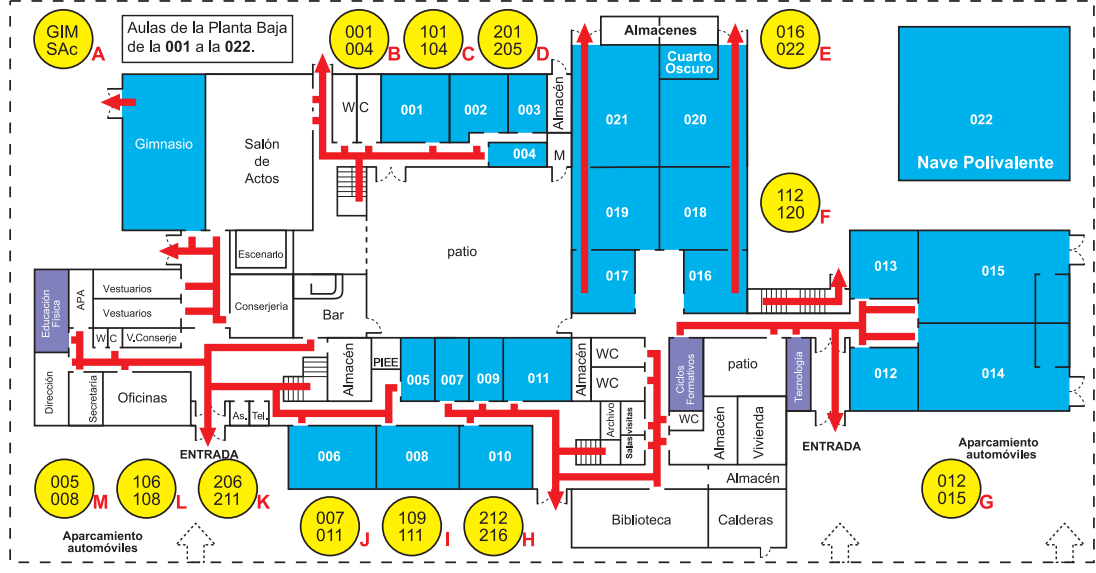 GIM
SAc
A
Aulas de la Planta Baja
de la 001 a la 022.
001
004
B
101
104
C
201
205
D
Almacenes
016
022
E
Cuarto
Oscuro
W C
001
002
003
Almacén
004
M
021
020
022
Nave Polivalente
Gimnasio
Salón
de
Actos
019
018
112
120
F
patio
Escenario
017
016
013
015
Educación
Física
APA
Vestuarios
Vestuarios
Conserjería
Bar
W C
V.Conserje
Dirección
Secretaría
Oficinas
As.
Tel.
Almacén
PIEE
005
007
009
011
Almacén
WC
WC
Archivo
Salas visitas
Ciclos
Formativos
WC
patio
Tecnología
Almacén
Vivienda
012
014
ENTRADA
006
008
010
Almacén
ENTRADA
Aparcamiento
automóviles
005
008
M
106
108
L
206
211
K
007
011
J
109
111
I
212
216
H
Biblioteca
Calderas
012
015
G
Aparcamiento
automóviles